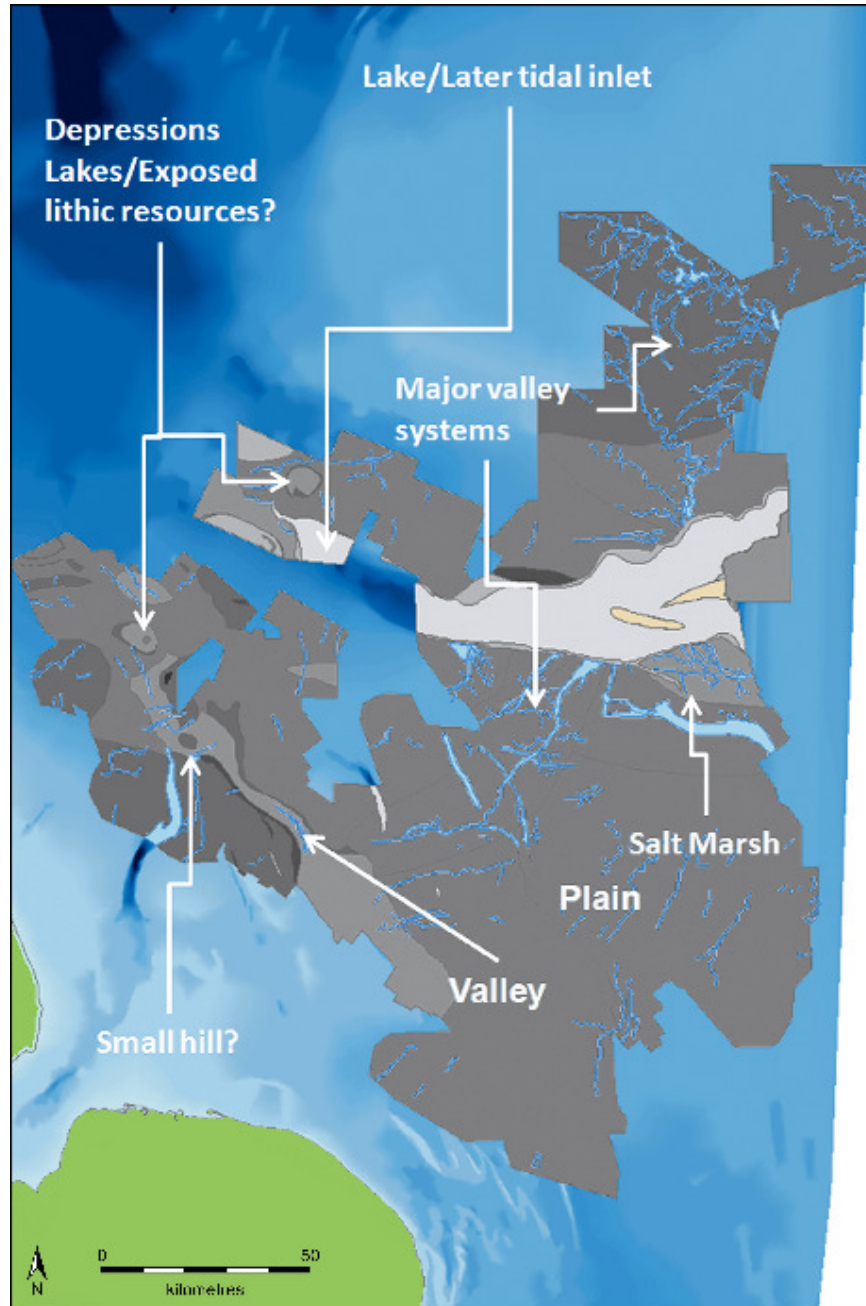 Lake/Later tidal inlet
Depressions
Lakes/Exposed
lithic resources?
Major valley
systems
Salt Marsh
Plain
Valley
Small hill?
0
50
kilometres
N